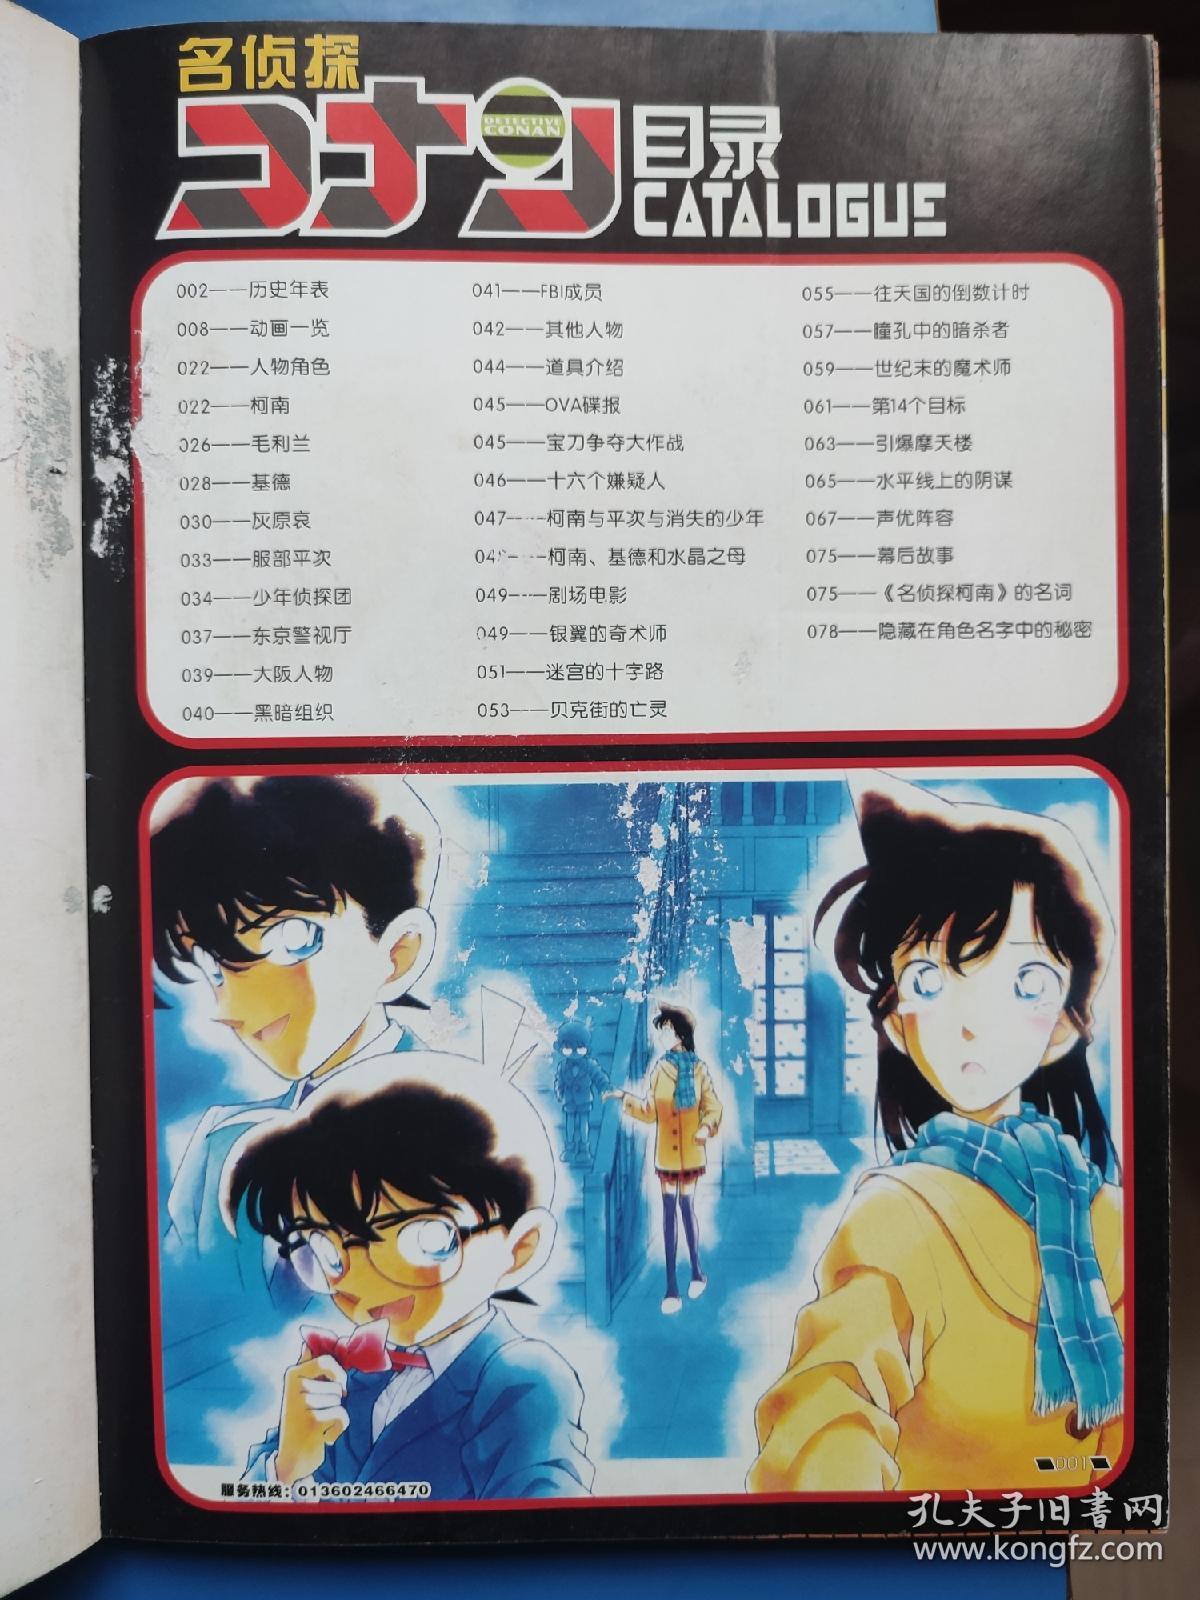 名侦探
コナン
DETECTIVE
CONAN
目录
CATALOGUE
002——历史年表
008——动画一览
022——人物角色
022——柯南
026——毛利兰
028——基德
030——灰原哀
033——服部平次
034——少年侦探团
037——东京警视厅
039——大阪人物
040——黑暗组织
041——FBI成员
042——其他人物
044——道具介绍
045——OVA碟报
045——宝刀争夺大作战
046——十六个嫌疑人
047——柯南与平次与消失的少年
048——柯南、基德和水晶之母
049——剧场电影
049——银翼的奇术师
051——迷宫的十字路
053——贝克街的亡灵
055——往天国的倒数计时
057——瞳孔中的暗杀者
059——世纪末的魔术师
061——第14个目标
063——引爆摩天楼
065——水平线上的阴谋
067——声优阵容
075——幕后故事
075——《名侦探柯南》的名词
078——隐藏在角色名字中的秘密
服务热线：013602466470
001
孔夫子旧书网
www.kongfz.com